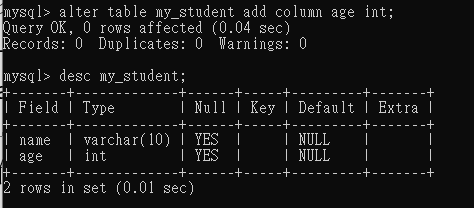 mysql> alter table my_student add column age int;
Query OK, 0 rows affected (0.04 sec)
Records: 0  Duplicates: 0  Warnings: 0
mysql> desc my_student;
+-------+-------------+------+-----+---------+-------+
| Field | Type        | Null | Key | Default | Extra |
+-------+-------------+------+-----+---------+-------+
| name  | varchar(10) | YES  |     | NULL    |       |
| age   | int         | YES  |     | NULL    |       |
+-------+-------------+------+-----+---------+-------+
2 rows in set (0.01 sec)